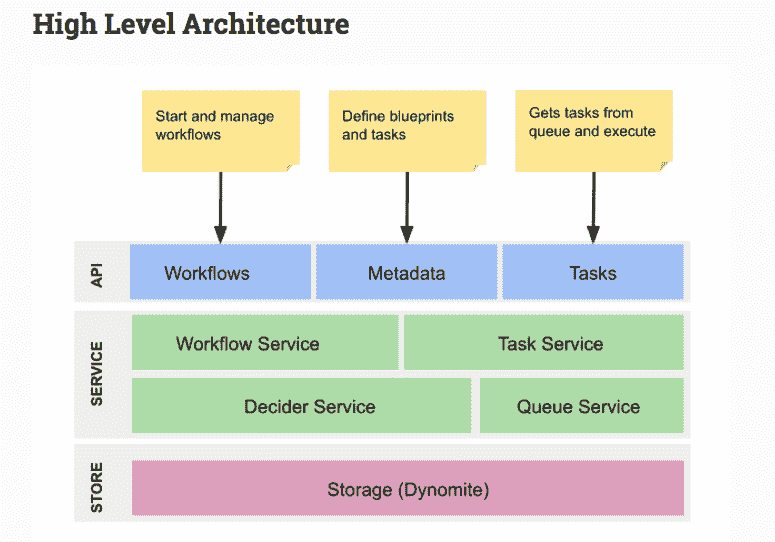 High Level Architecture
Start and manage
workflows
Define blueprints
and tasks
Gets tasks from
queue and execute
API
Workflows
Metadata
Tasks
SERVICE
Workflow Service
Task Service
Decider Service
Queue Service
STORE
Storage (Dynomite)